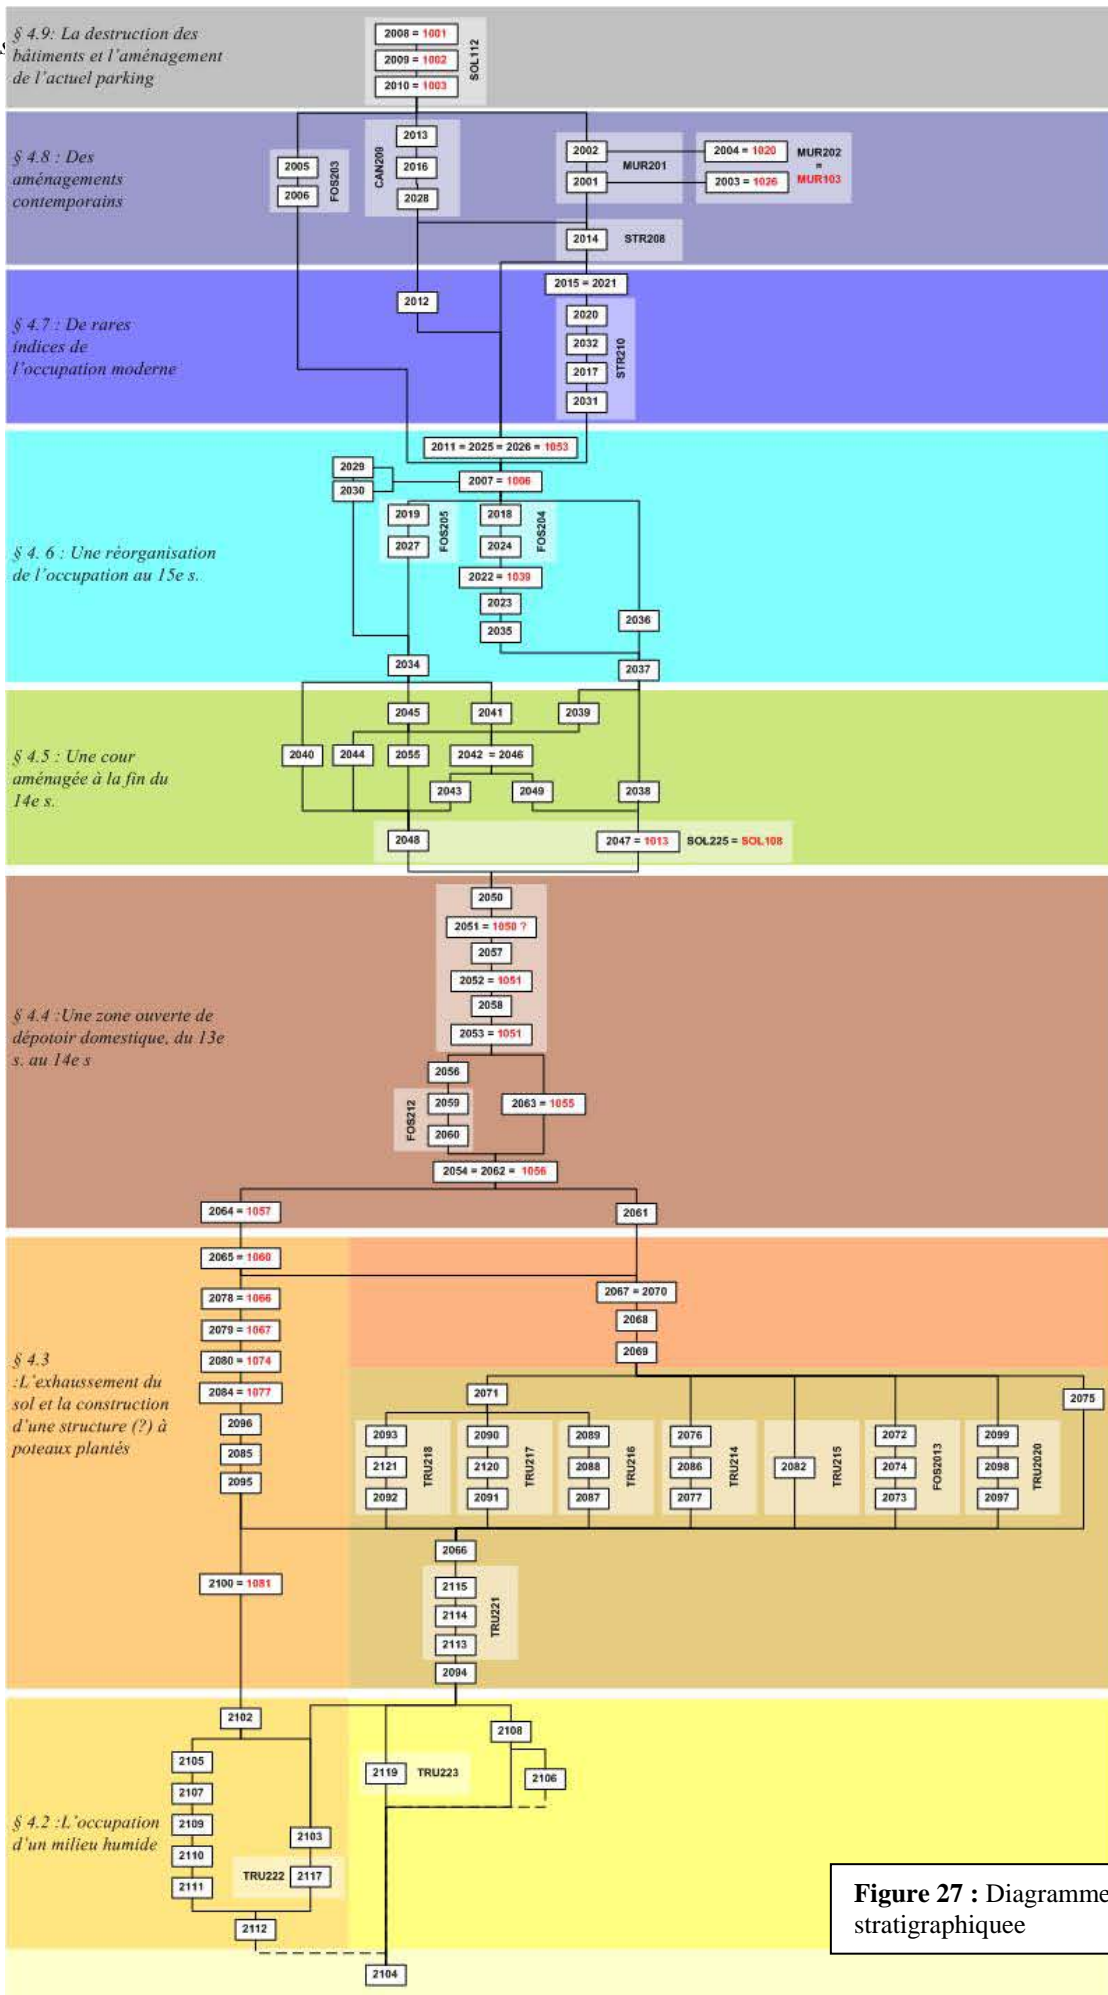 § 4.9: La destruction des
bâtiments et l'aménagement
de l'actuel parking
2008 = 1001
2009 = 1002
2010 = 1003
SOL112
§ 4.8 : Des
aménagements
contemporains
2005
2006
FOS203
CAN209
2013
2016
2028
2002
2001
MUR201
2004 = 1020
2003 = 1026
MUR202
=
MUR103
2014
STR208
§ 4.7 : De rares
indices de
l'occupation moderne
2012
2015 = 2021
2020
2032
2017
2031
STR210
§ 4. 6 : Une réorganisation
de l'occupation au 15e s.
2011 = 2025 = 2026 = 1053
2029
2030
2007 = 1006
2019
2027
FOS205
2018
2024
FOS204
2022 = 1039
2023
2035
2036
2034
2037
§ 4.5 : Une cour
aménagée à la fin du
14e s.
2045
2041
2039
2040
2044
2055
2042 = 2046
2043
2049
2038
2048
2047 = 1013
SOL225 = SOL108
§ 4.4 :Une zone ouverte de
dépotoir domestique, du 13e
s. au 14e s
2050
2051 = 1050 ?
2057
2052 = 1051
2058
2053 = 1051
2056
2059
2060
FOS212
2063 = 1055
2054 = 2062 = 1056
2064 = 1057
2061
§ 4.3
:L'exhaussement du
sol et la construction
d'une structure (?) à
poteaux plantés
2065 = 1060
2078 = 1066
2079 = 1067
2080 = 1074
2084 = 1077
2096
2085
2095
2067 = 2070
2068
2069
2071
2075
2093
2121
2092
TRU218
2090
2120
2091
TRU217
2089
2088
2087
TRU216
2076
2086
2077
TRU214
2082
TRU215
2072
2074
2073
FOS2013
2099
2098
2097
TRU2020
2066
2100 = 1081
2115
2114
2113
TRU221
2094
§ 4.2 :L'occupation
d'un milieu humide
2102
2105
2107
2109
2110
2111
2103
TRU222
2117
2112
2108
2119
TRU223
2106
2104
Figure 27 : Diagramme
stratigraphiquee